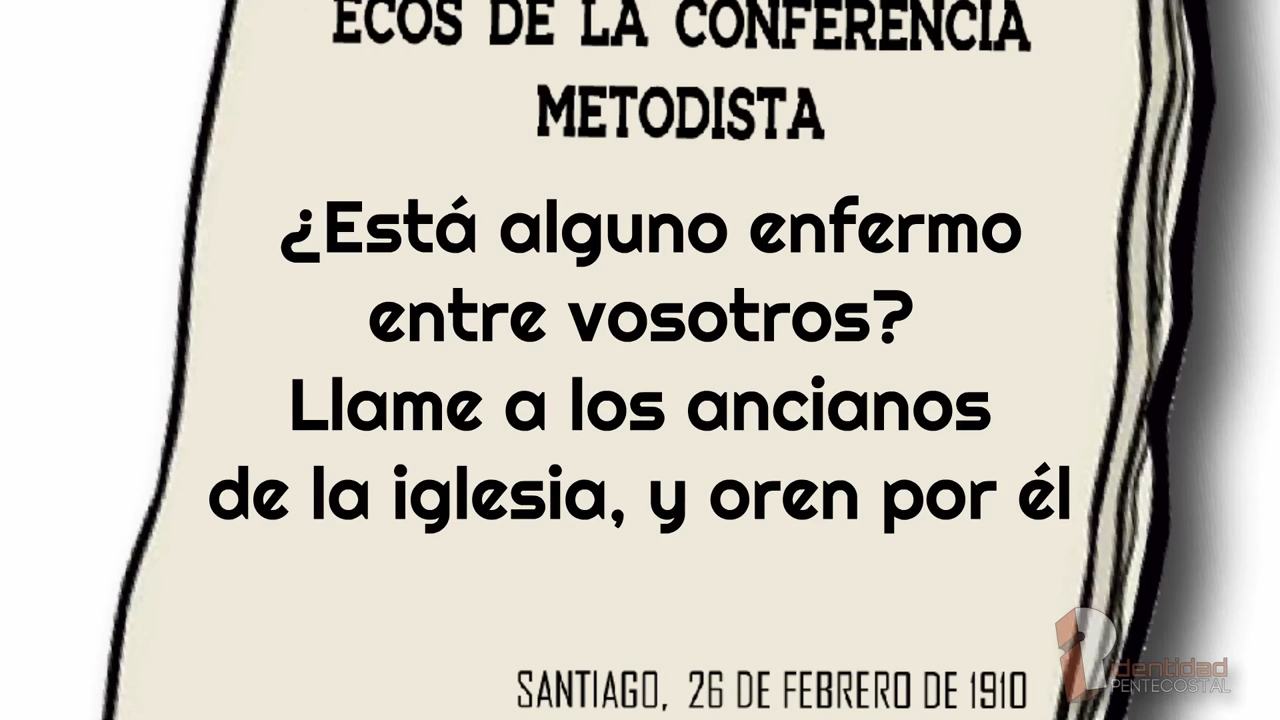 ECOS DE LA CONFERENCIA
METODISTA
¿Está alguno enfermo
entre vosotros?
Llame a los ancianos
de la iglesia, y oren por él
SANTIAGO, 26 DE FEBRERO DE 1910
identidad
PENTECOSTAL